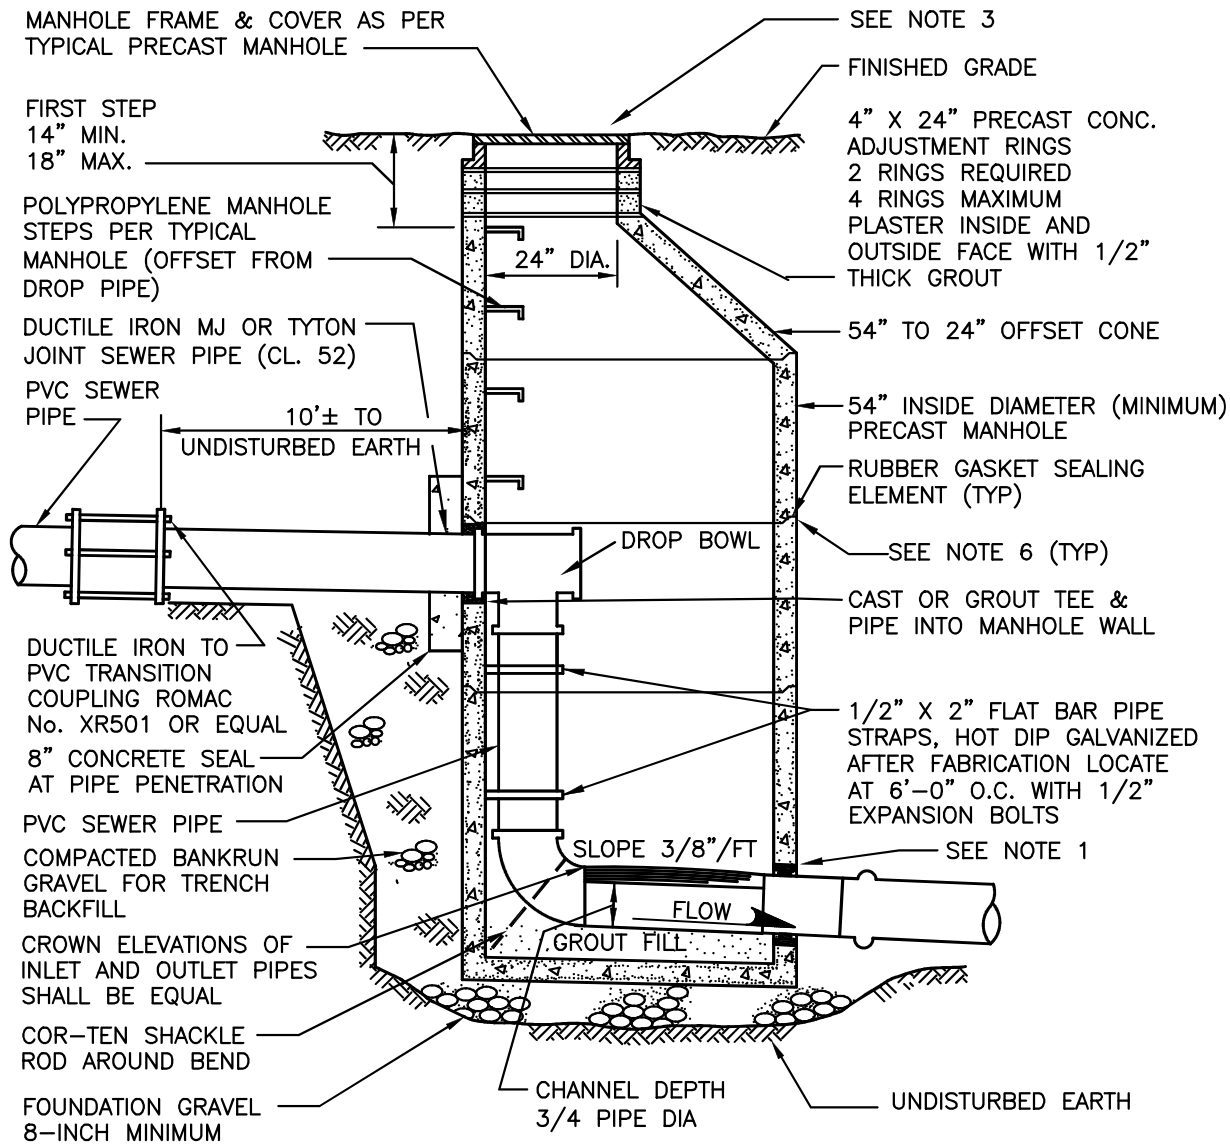 MANHOLE FRAME & COVER AS PER
TYPICAL PRECAST MANHOLE
FIRST STEP
14" MIN.
18" MAX.
POLYPROPYLENE MANHOLE
STEPS PER TYPICAL
MANHOLE (OFFSET FROM
DROP PIPE)
DUCTILE IRON MJ OR TYTON
JOINT SEWER PIPE (CL. 52)
PVC SEWER
PIPE
10'± TO
UNDISTURBED EARTH
24" DIA.
DROP BOWL
DUCTILE IRON TO
PVC TRANSITION
COUPLING ROMAC
No. XR501 OR EQUAL
8" CONCRETE SEAL
AT PIPE PENETRATION
PVC SEWER PIPE
COMPACTED BANKRUN
GRAVEL FOR TRENCH
BACKFILL
CROWN ELEVATIONS OF
INLET AND OUTLET PIPES
SHALL BE EQUAL
COR-TEN SHACKLE
ROD AROUND BEND
FOUNDATION GRAVEL
8-INCH MINIMUM
SLOPE 3/8"/FT
FLOW
GROUT FILL
CHANNEL DEPTH
3/4 PIPE DIA
SEE NOTE 3
FINISHED GRADE
4" X 24" PRECAST CONC.
ADJUSTMENT RINGS
2 RINGS REQUIRED
4 RINGS MAXIMUM
PLASTER INSIDE AND
OUTSIDE FACE WITH 1/2"
THICK GROUT
54" TO 24" OFFSET CONE
54" INSIDE DIAMETER (MINIMUM)
PRECAST MANHOLE
RUBBER GASKET SEALING
ELEMENT (TYP)
SEE NOTE 6 (TYP)
CAST OR GROUT TEE &
PIPE INTO MANHOLE WALL
1/2" X 2" FLAT BAR PIPE
STRAPS, HOT DIP GALVANIZED
AFTER FABRICATION LOCATE
AT 6'-0" O.C. WITH 1/2"
EXPANSION BOLTS
SEE NOTE 1
UNDISTURBED EARTH